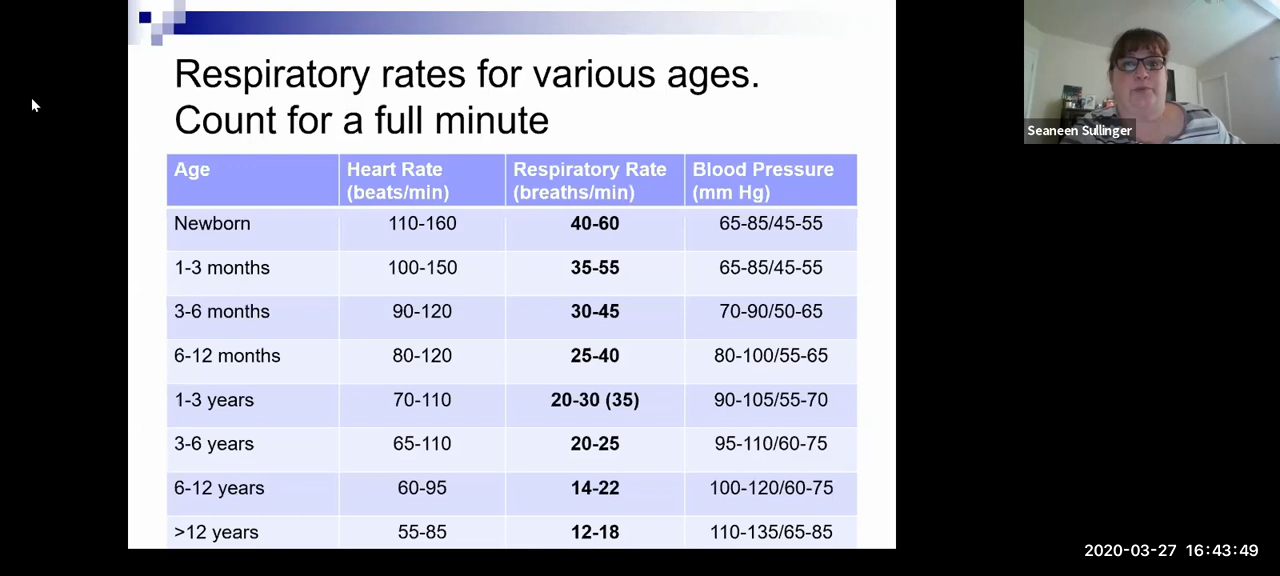 Respiratory rates for various ages.
Count for a full minute
Age Heart Rate (beats/min) Respiratory Rate (breaths/min) Blood Pressure (mm Hg)
Newborn 110-160 40-60 65-85/45-55
1-3 months 100-150 35-55 65-85/45-55
3-6 months 90-120 30-45 70-90/50-65
6-12 months 80-120 25-40 80-100/55-65
1-3 years 70-110 20-30 (35) 90-105/55-70
3-6 years 65-110 20-25 95-110/60-75
6-12 years 60-95 14-22 100-120/60-75
>12 years 55-85 12-18 110-135/65-85
Seaneen Sullinger
2020-03-27 16:43:49